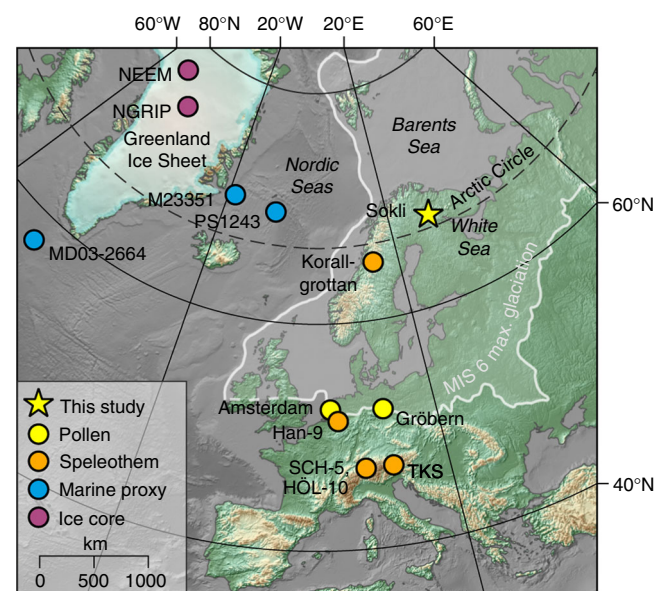 60°W 80°N 20°W 20°E 60°E
NEEM
NGRIP
Greenland
Ice Sheet
Barents
Sea
Nordic
Seas
Arctic Circle
M23351
PS1243
Sokli
60°N
White
Sea
MD03-2664
Korall-
grottan
MIS 6 max. glaciation
Amsterdam
Gröbern
Han-9
SCH-5,
HÖL-10
TKS
40°N
This study
Pollen
Speleothem
Marine proxy
Ice core
km
0 500 1000